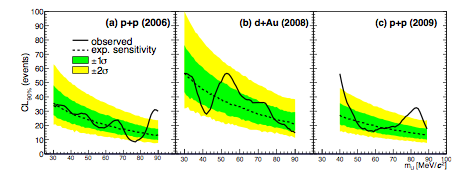 (a) p+p (2006)
observed
exp. sensitivity
±1σ
±2σ
(b) d+Au (2008)
(c) p+p (2009)
CL90% (events)
100
90
80
70
60
50
40
30
20
10
0
30 40 50 60 70 80 90
30 40 50 60 70 80 90
30 40 50 60 70 80 90
mU [MeV/c²]